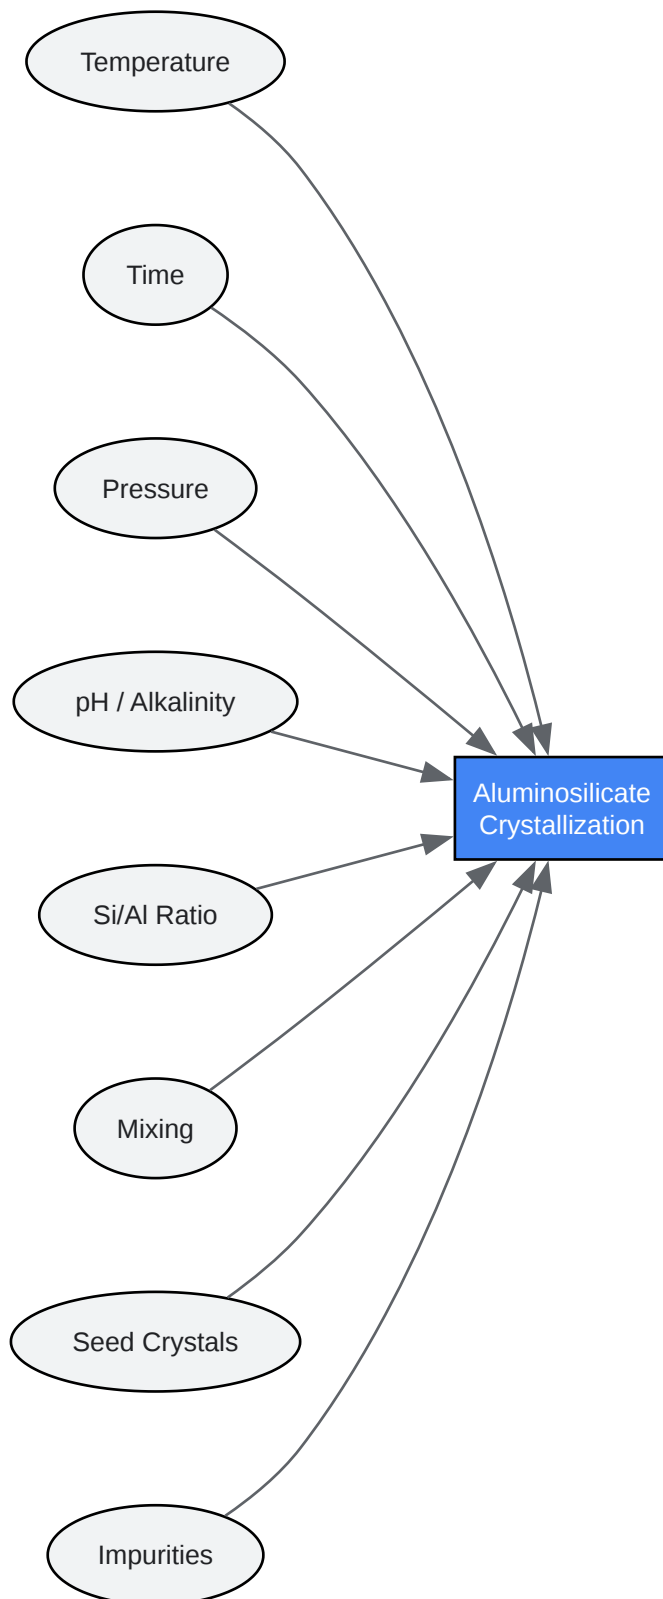 Temperature
Time
Pressure
pH / Alkalinity
Aluminosilicate
Crystallization
Si/Al Ratio
Mixing
Seed Crystals
Impurities